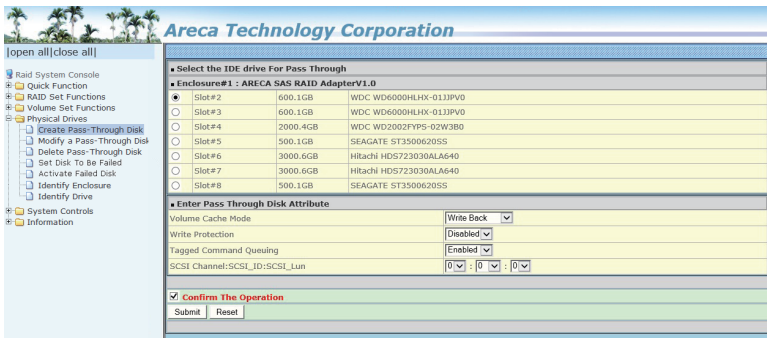 Areca Technology Corporation
|open all|close all|
Raid System Console
Quick Function
RAID Set Functions
Volume Set Functions
Physical Drives
Create Pass-Through Disk
Modify a Pass-Through Disk
Delete Pass-Through Disk
Set Disk To Be Failed
Activate Failed Disk
Identify Enclosure
Identify Drive
System Controls
Information
Select the IDE drive For Pass Through
Enclosure#1 : ARECA SAS RAID AdapterV1.0
Slot#2 600.1GB WDC WD6000HLHX-01JJPV0
Slot#3 600.1GB WDC WD6000HLHX-01JJPV0
Slot#4 2000.4GB WDC WD2002FYPS-02W3B0
Slot#5 500.1GB SEAGATE ST3500620SS
Slot#6 3000.6GB Hitachi HDS723030ALA640
Slot#7 3000.6GB Hitachi HDS723030ALA640
Slot#8 500.1GB SEAGATE ST3500620SS
Enter Pass Through Disk Attribute
Volume Cache Mode Write Back
Write Protection Disabled
Tagged Command Queuing Enabled
SCSI Channel:SCSI_ID:SCSI_Lun 0 : 0 : 0
Confirm The Operation
Submit Reset